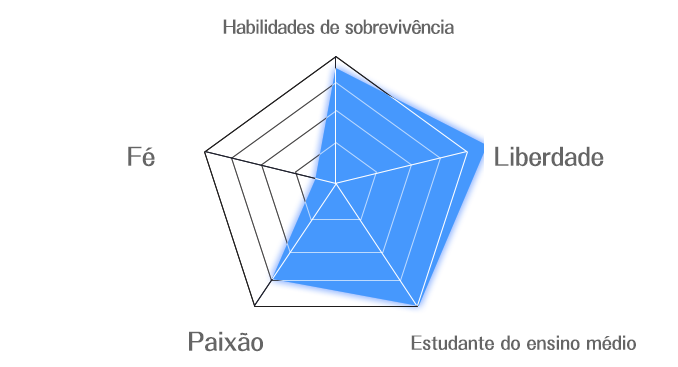 Habilidades de sobrevivência
Fé
Liberdade
Paixão
Estudante do ensino médio